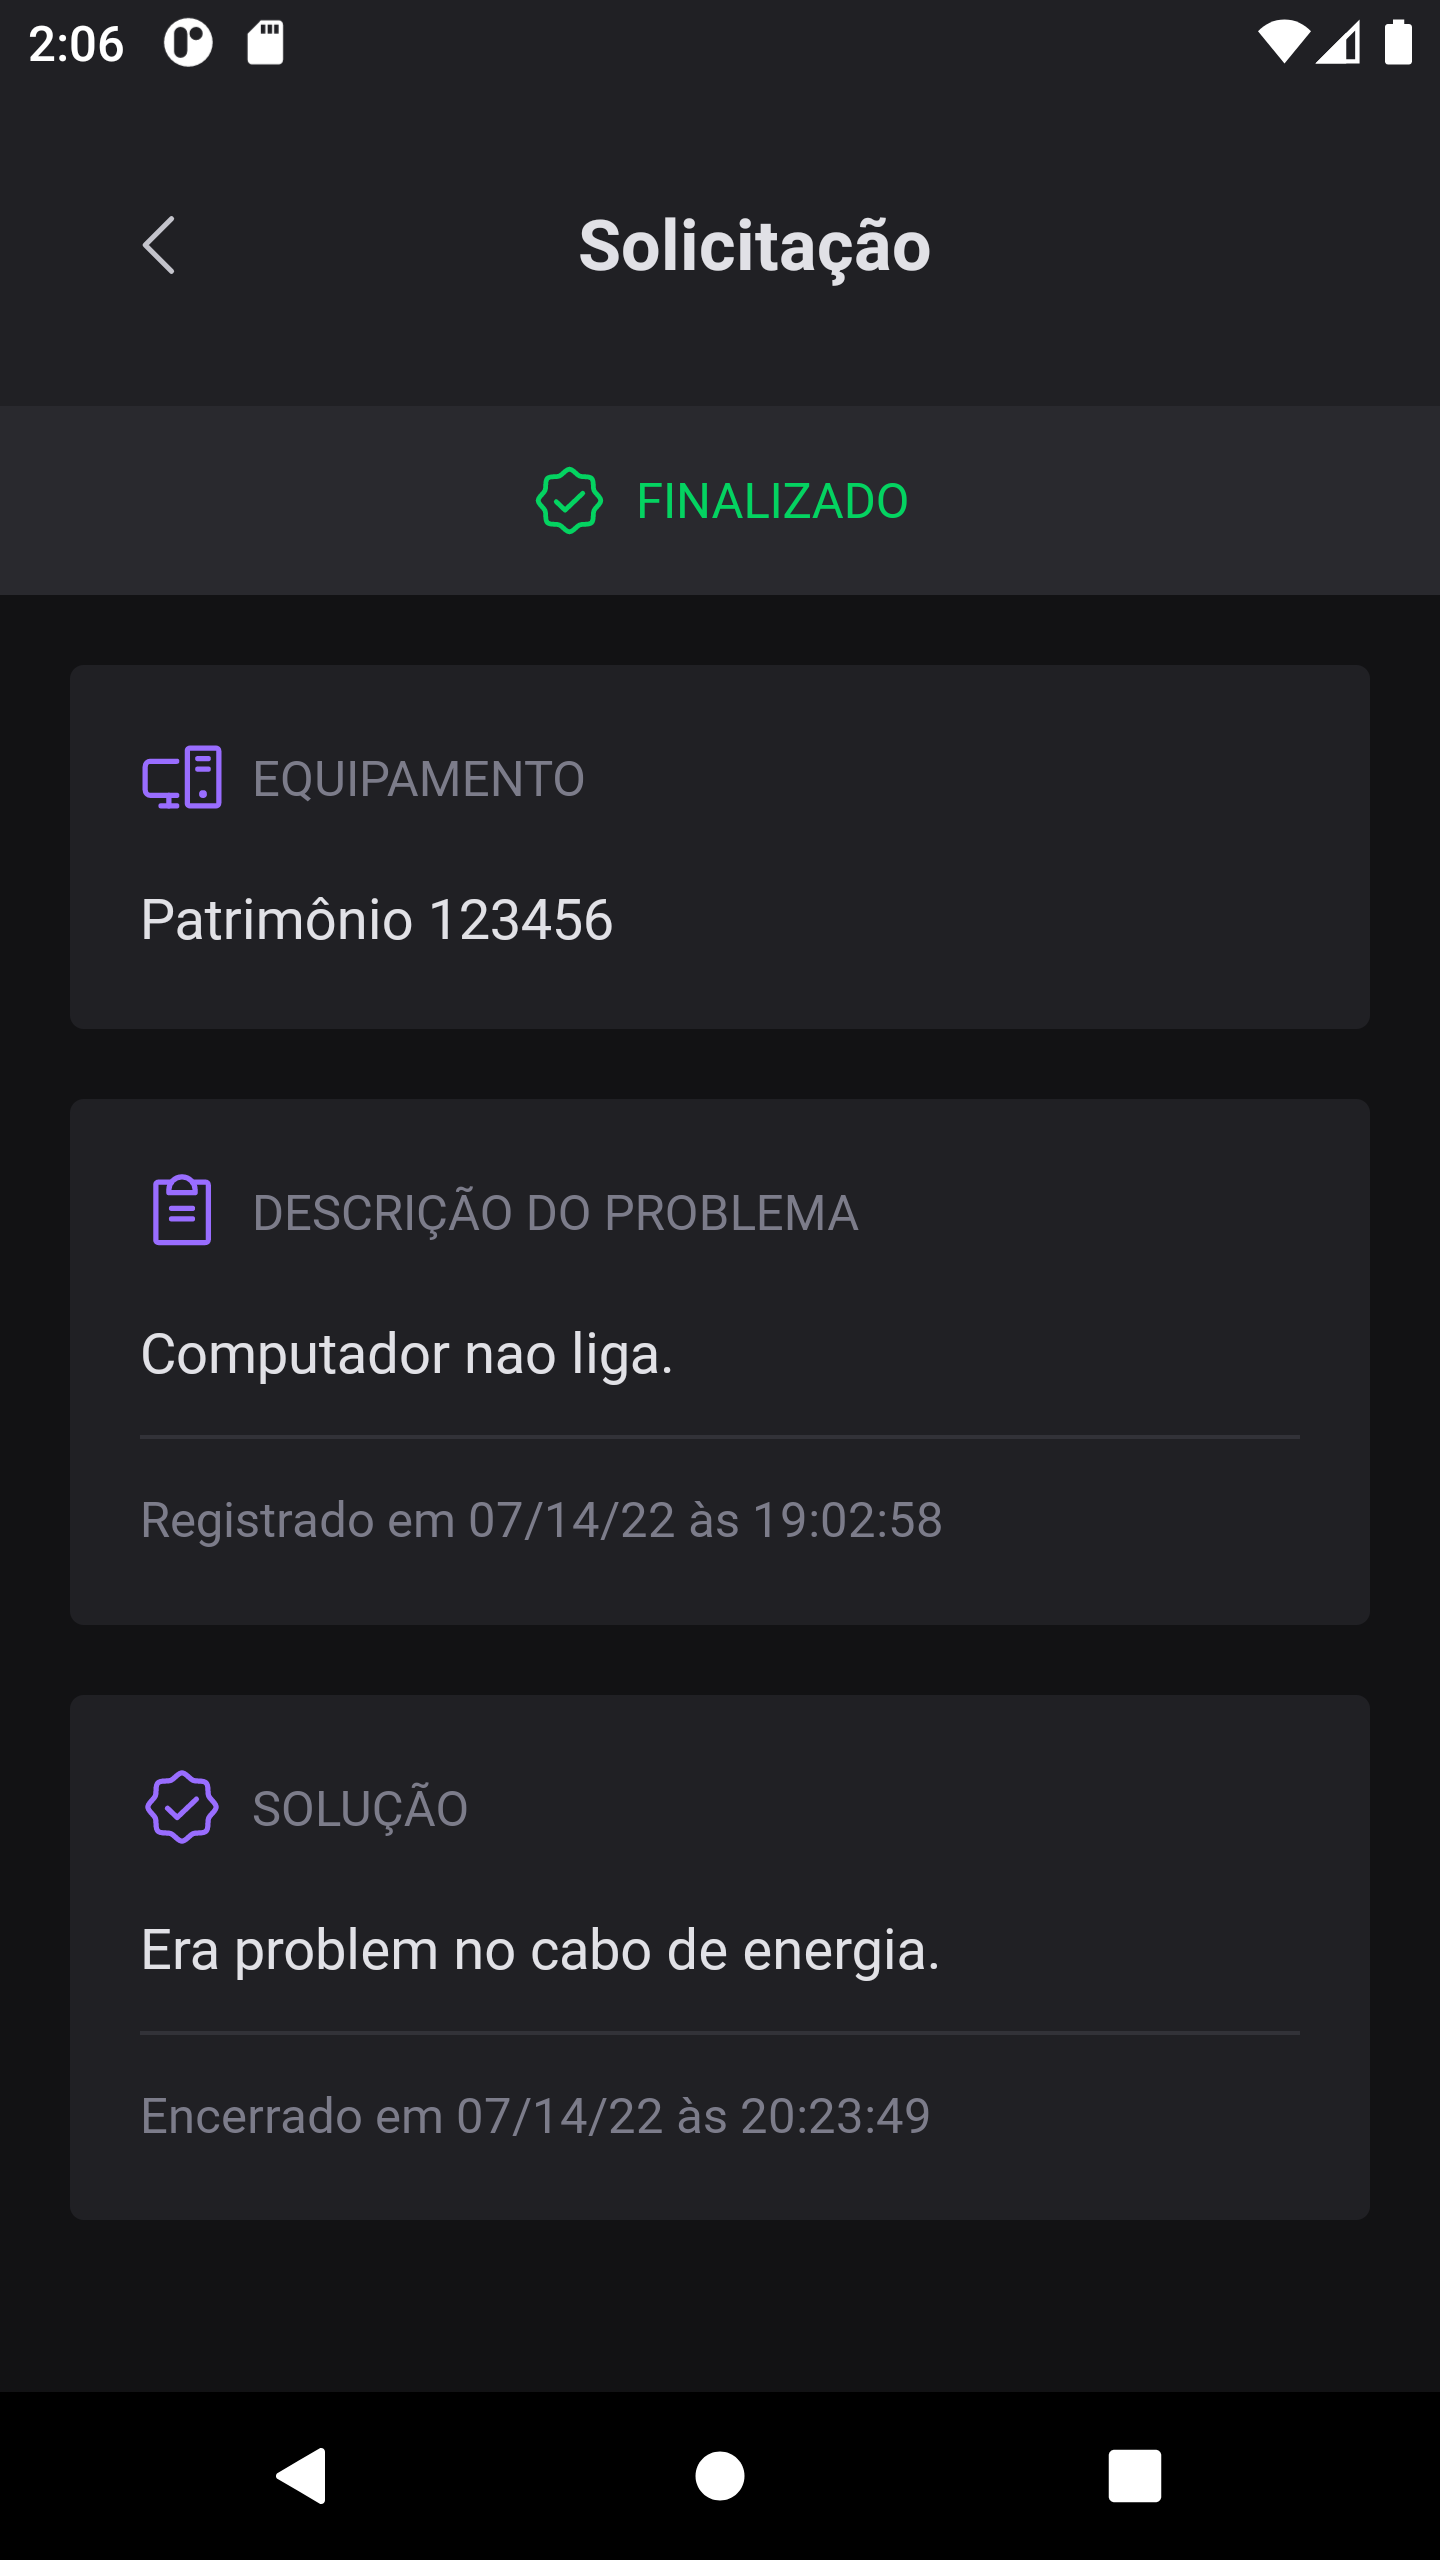 2:06
Solicitação
FINALIZADO
EQUIPAMENTO
Patrimônio 123456
DESCRIÇÃO DO PROBLEMA
Computador nao liga.
Registrado em 07/14/22 às 19:02:58
SOLUÇÃO
Era problem no cabo de energia.
Encerrado em 07/14/22 às 20:23:49